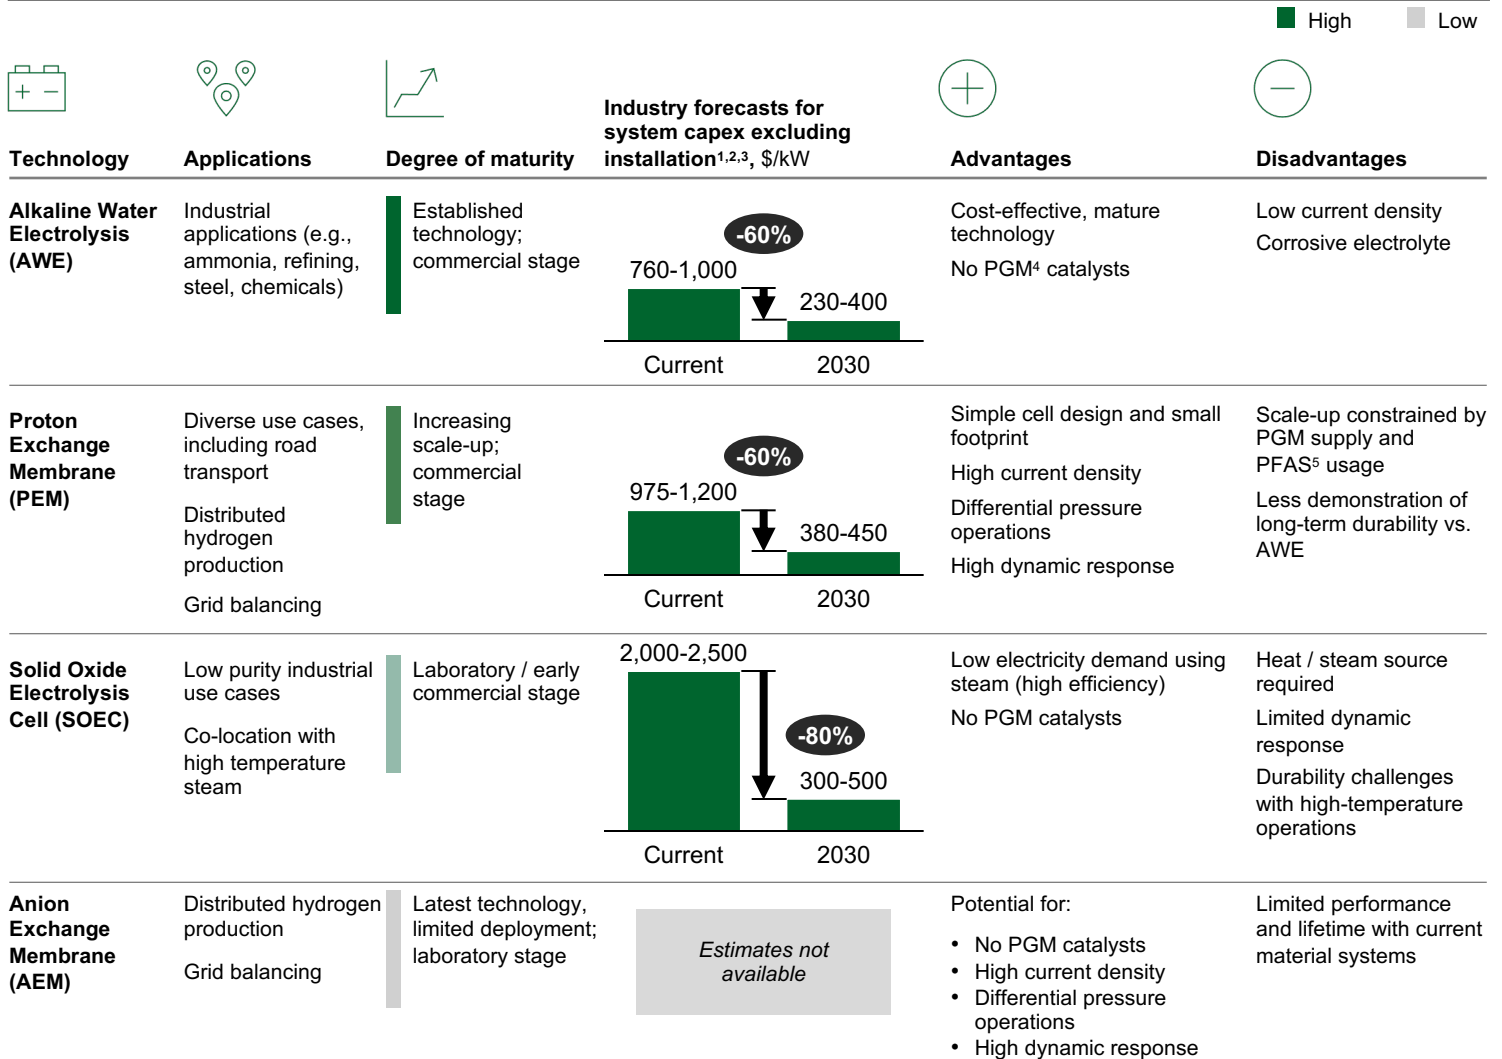 High
Low
Technology
Applications
Degree of maturity
Industry forecasts for
system capex excluding
installation1,2,3, $/kW
Advantages
Disadvantages
Alkaline Water
Electrolysis
(AWE)
Industrial
applications (e.g.,
ammonia, refining,
steel, chemicals)
Established
technology;
commercial stage
-60%
760-1,000
230-400
Current
2030
Cost-effective, mature
technology
No PGM4 catalysts
Low current density
Corrosive electrolyte
Proton
Exchange
Membrane
(PEM)
Diverse use cases,
including road
transport
Distributed
hydrogen
production
Grid balancing
Increasing
scale-up;
commercial
stage
-60%
975-1,200
380-450
Current
2030
Simple cell design and small
footprint
High current density
Differential pressure
operations
High dynamic response
Scale-up constrained by
PGM supply and
PFAS5 usage
Less demonstration of
long-term durability vs.
AWE
Solid Oxide
Electrolysis
Cell (SOEC)
Low purity industrial
use cases
Co-location with
high temperature
steam
Laboratory / early
commercial stage
2,000-2,500
-80%
300-500
Current
2030
Low electricity demand using
steam (high efficiency)
No PGM catalysts
Heat / steam source
required
Limited dynamic
response
Durability challenges
with high-temperature
operations
Anion
Exchange
Membrane
(AEM)
Distributed hydrogen
production
Grid balancing
Latest technology,
limited deployment;
laboratory stage
Estimates not
available
Potential for:
• No PGM catalysts
• High current density
• Differential pressure
operations
• High dynamic response
Limited performance
and lifetime with current
material systems